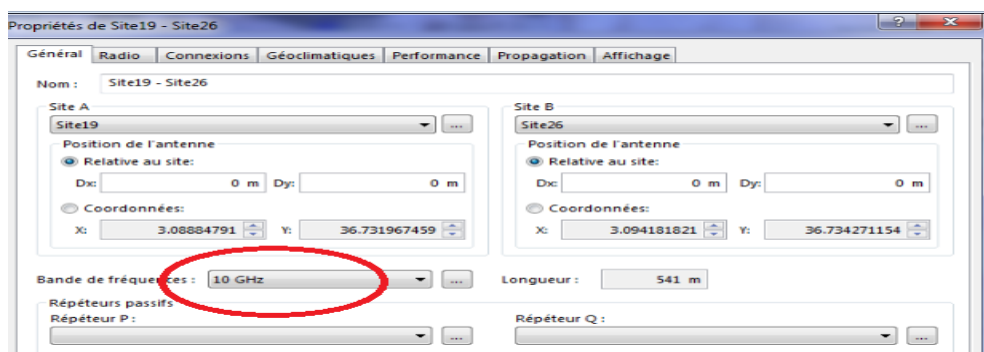 Propriétés de Site19 - Site26
Général Radio Connexions Géoclimatiques Performance Propagation Affichage
Nom : Site19 - Site26
Site A Site B
Site19 ... Site26 ...
Position de l'antenne Position de l'antenne
Relative au site: Relative au site:
Dx: 0 m Dy: 0 m Dx: 0 m Dy: 0 m
Coordonnées: Coordonnées:
X: 3.08884791 Y: 36.731967459 X: 3.094181821 Y: 36.734271154
Bande de fréquences : 10 GHz ... Longueur : 541 m
Répéteurs passifs
Répéteur P : Répéteur Q :
... ...